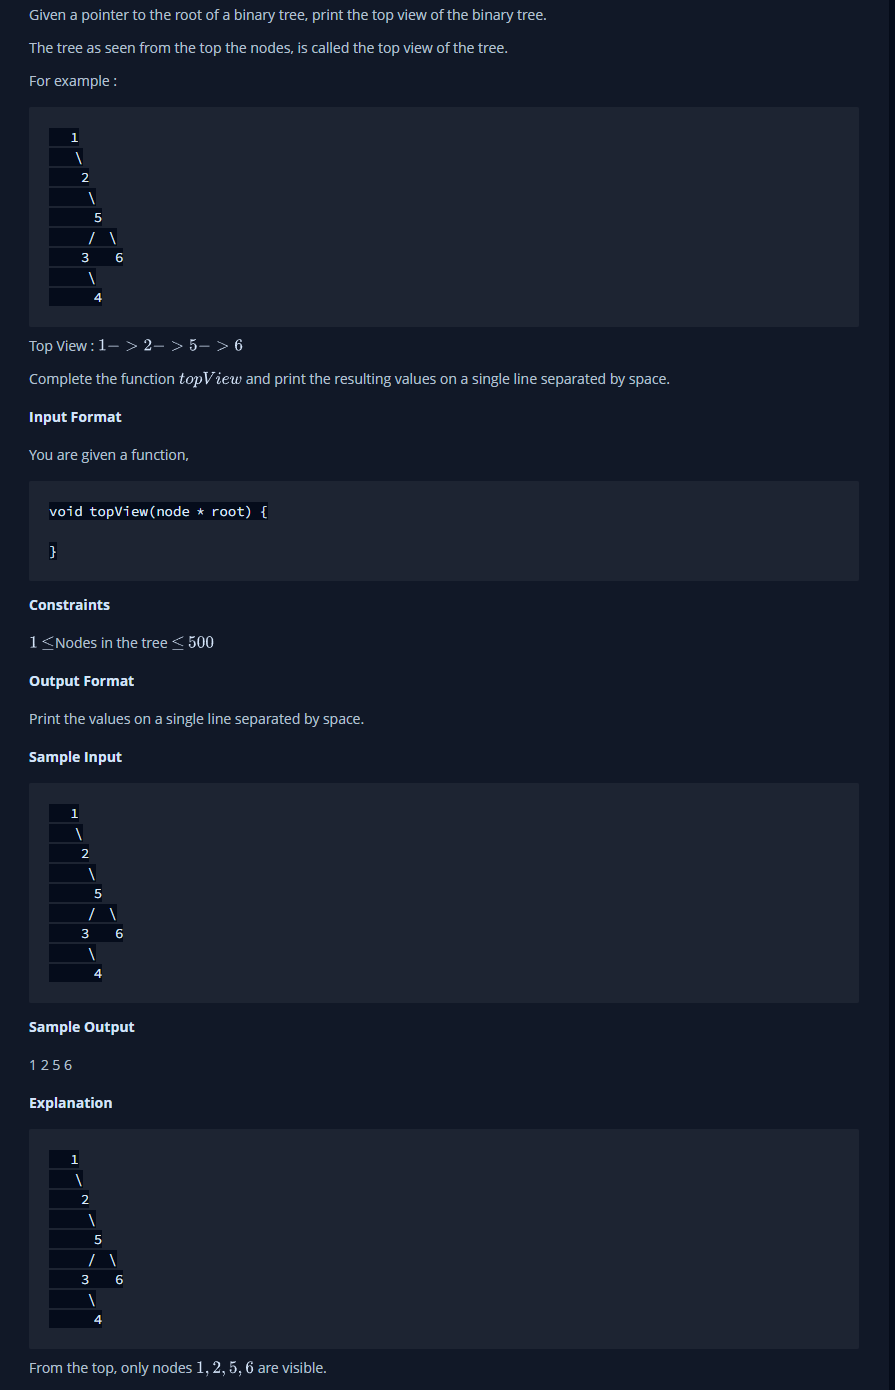 Given a pointer to the root of a binary tree, print the top view of the binary tree.
The tree as seen from the top the nodes, is called the top view of the tree.
For example :
   1
    \
     2
      \
       5
      /  \
     3    6
      \
       4
Top View : 1− > 2− > 5− > 6
Complete the function topView and print the resulting values on a single line separated by space.
Input Format
You are given a function,
void topView(node * root) {
}
Constraints
1 ≤Nodes in the tree ≤ 500
Output Format
Print the values on a single line separated by space.
Sample Input
   1
    \
     2
      \
       5
      /  \
     3    6
      \
       4
Sample Output
1 2 5 6
Explanation
   1
    \
     2
      \
       5
      /  \
     3    6
      \
       4
From the top, only nodes 1, 2, 5, 6 are visible.